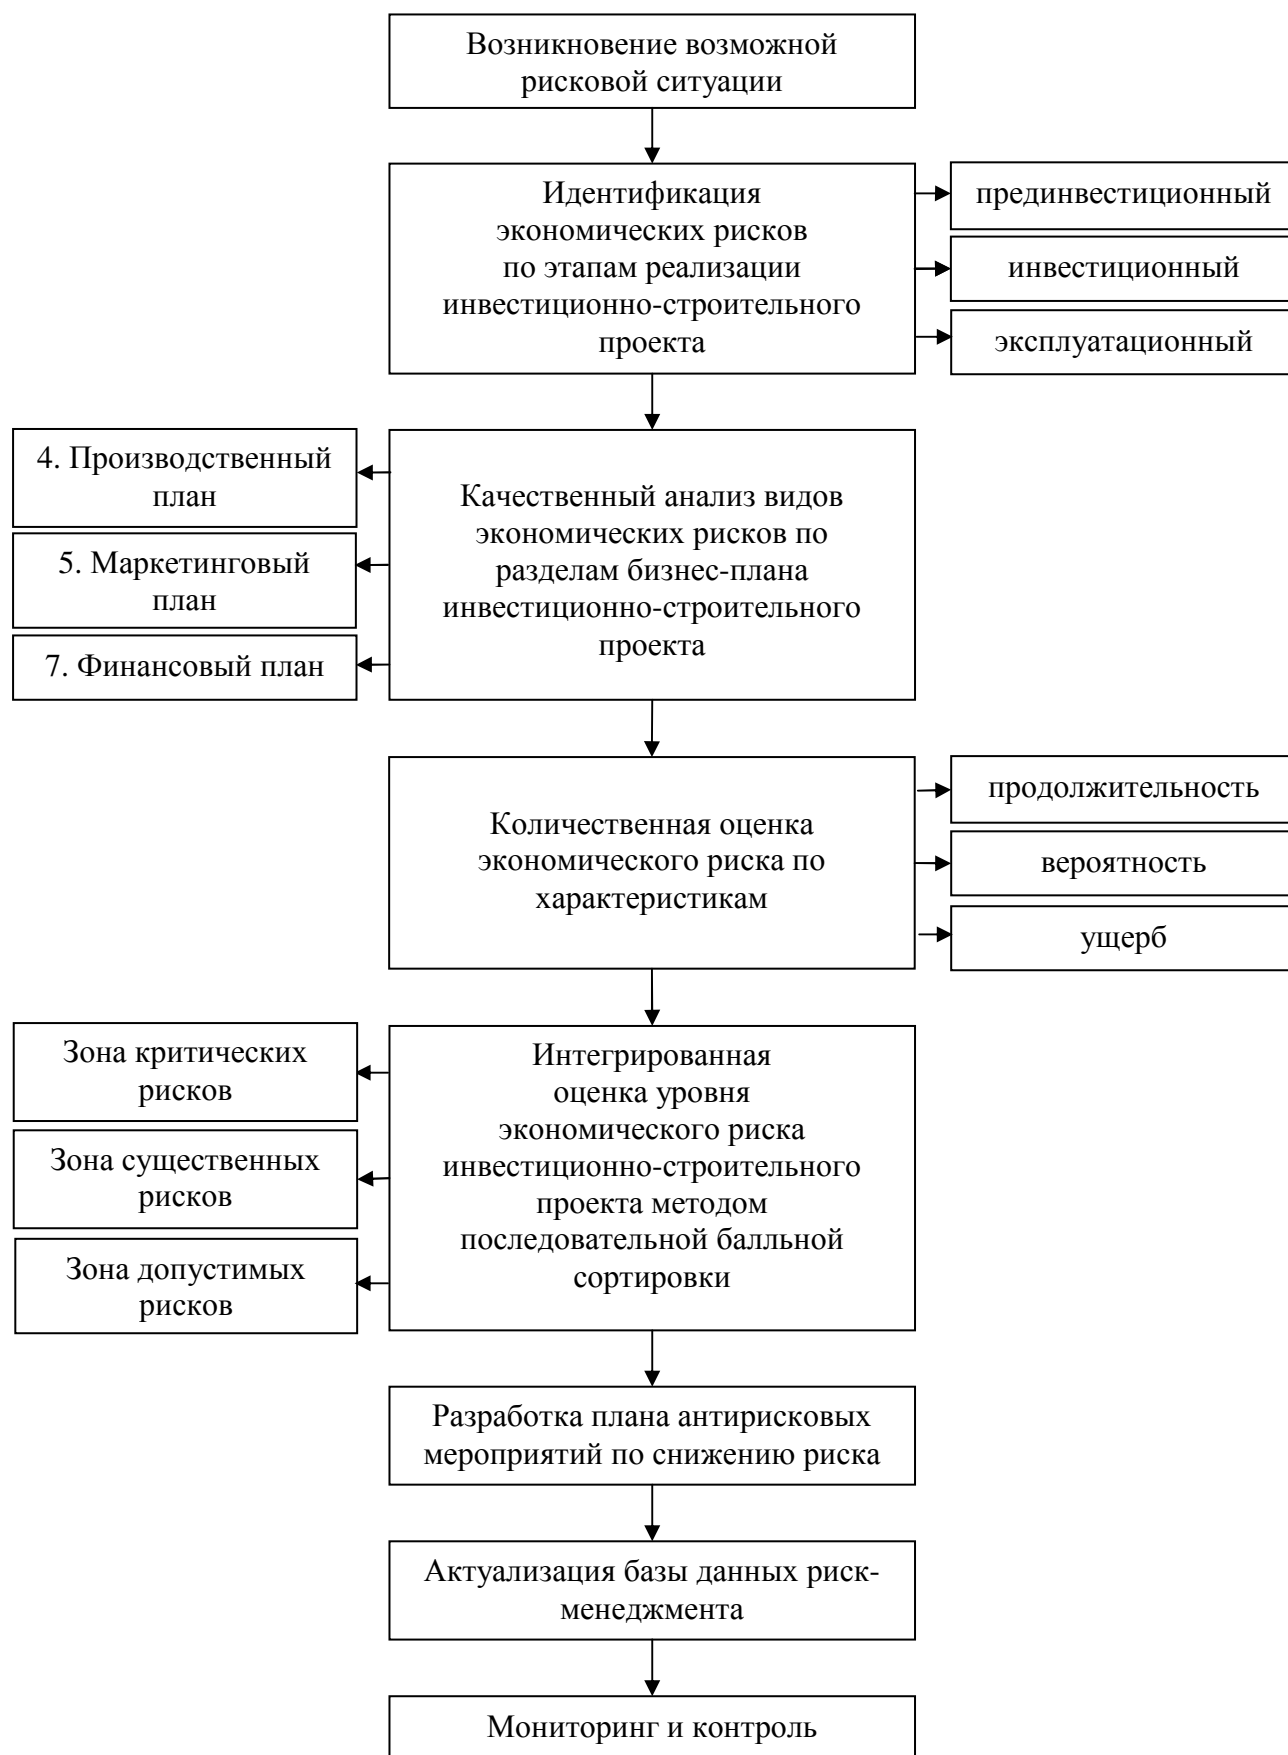 Возникновение возможной
рисковой ситуации
Идентификация
экономических рисков
по этапам реализации
инвестиционно-строительного
проекта
прединвестиционный
инвестиционный
эксплуатационный
4. Производственный
план
5. Маркетинговый
план
7. Финансовый план
Качественный анализ видов
экономических рисков по
разделам бизнес-плана
инвестиционно-строительного
проекта
Количественная оценка
экономического риска по
характеристикам
продолжительность
вероятность
ущерб
Зона критических
рисков
Зона существенных
рисков
Зона допустимых
рисков
Интегрированная
оценка уровня
экономического риска
инвестиционно-строительного
проекта методом
последовательной балльной
сортировки
Разработка плана антирисковых
мероприятий по снижению риска
Актуализация базы данных риск-
менеджмента
Мониторинг и контроль